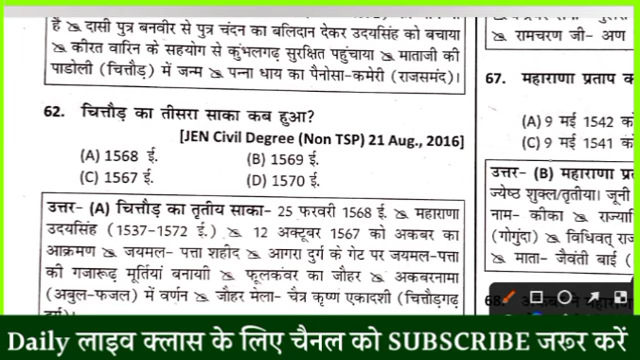 है ⮱ दासी पुत्र बनवीर से पुत्र चंदन का बलिदान देकर उदयसिंह को बचाया
⮱ कीरत वारिन के सहयोग से कुंभलगढ़ सुरक्षित पहुंचाया ⮱ माताजी की
पाडोली (चित्तौड़) में जन्म ⮱ पन्ना धाय का पैनोसा-कमेरी (राजसमंद)।
62. चित्तौड़ का तीसरा साका कब हुआ?
[JEN Civil Degree (Non TSP) 21 Aug., 2016]
(A) 1568 ई. (B) 1569 ई.
(C) 1567 ई. (D) 1570 ई.
उत्तर- (A) चित्तौड़ का तृतीय साका- 25 फरवरी 1568 ई. ⮱ महाराणा
उदयसिंह (1537-1572 ई.) ⮱ 12 अक्टूबर 1567 को अकबर का
आक्रमण ⮱ जयमल- पत्ता शहीद ⮱ आगरा दुर्ग के गेट पर जयमल-पत्ता
की गजारूढ़ मूर्तियां बनायी ⮱ फूलकंवर का जौहर ⮱ अकबरनामा
(अबुल-फजल) में वर्णन ⮱ जौहर मेला- चैत्र कृष्ण एकादशी (चित्तौड़गढ़
⮱ रामचरण जी- अण
67. महाराणा प्रताप क
(A) 9 मई 1542 को
(C) 9 मई 1541 को
उत्तर- (B) महाराणा प्र
ज्येष्ठ शुक्ल/तृतीया। जूनी
नाम- कीका ⮱ राज्या
(गोगुंदा) ⮱ विधिवत् राज
⮱ माता- जैवंती बाई (
68.
Daily लाइव क्लास के लिए चैनल को SUBSCRIBE जरूर करें